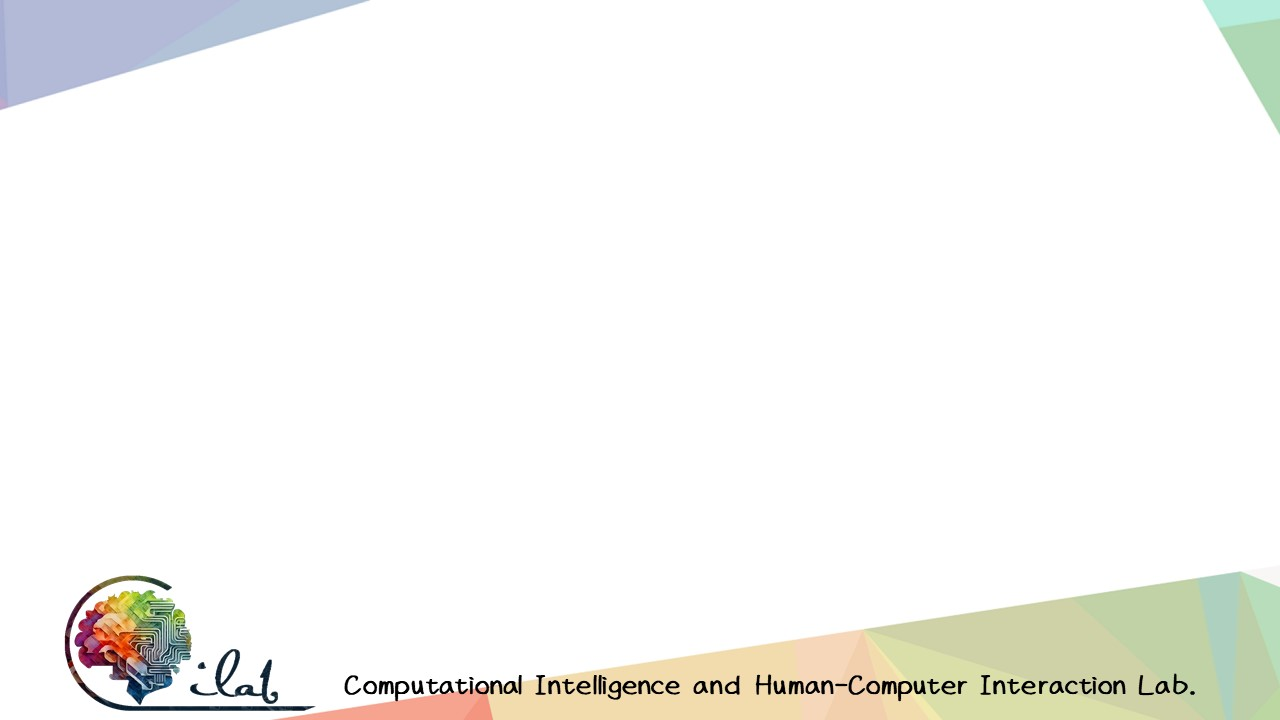 ilab
Computational Intelligence and Human-Computer Interaction Lab.